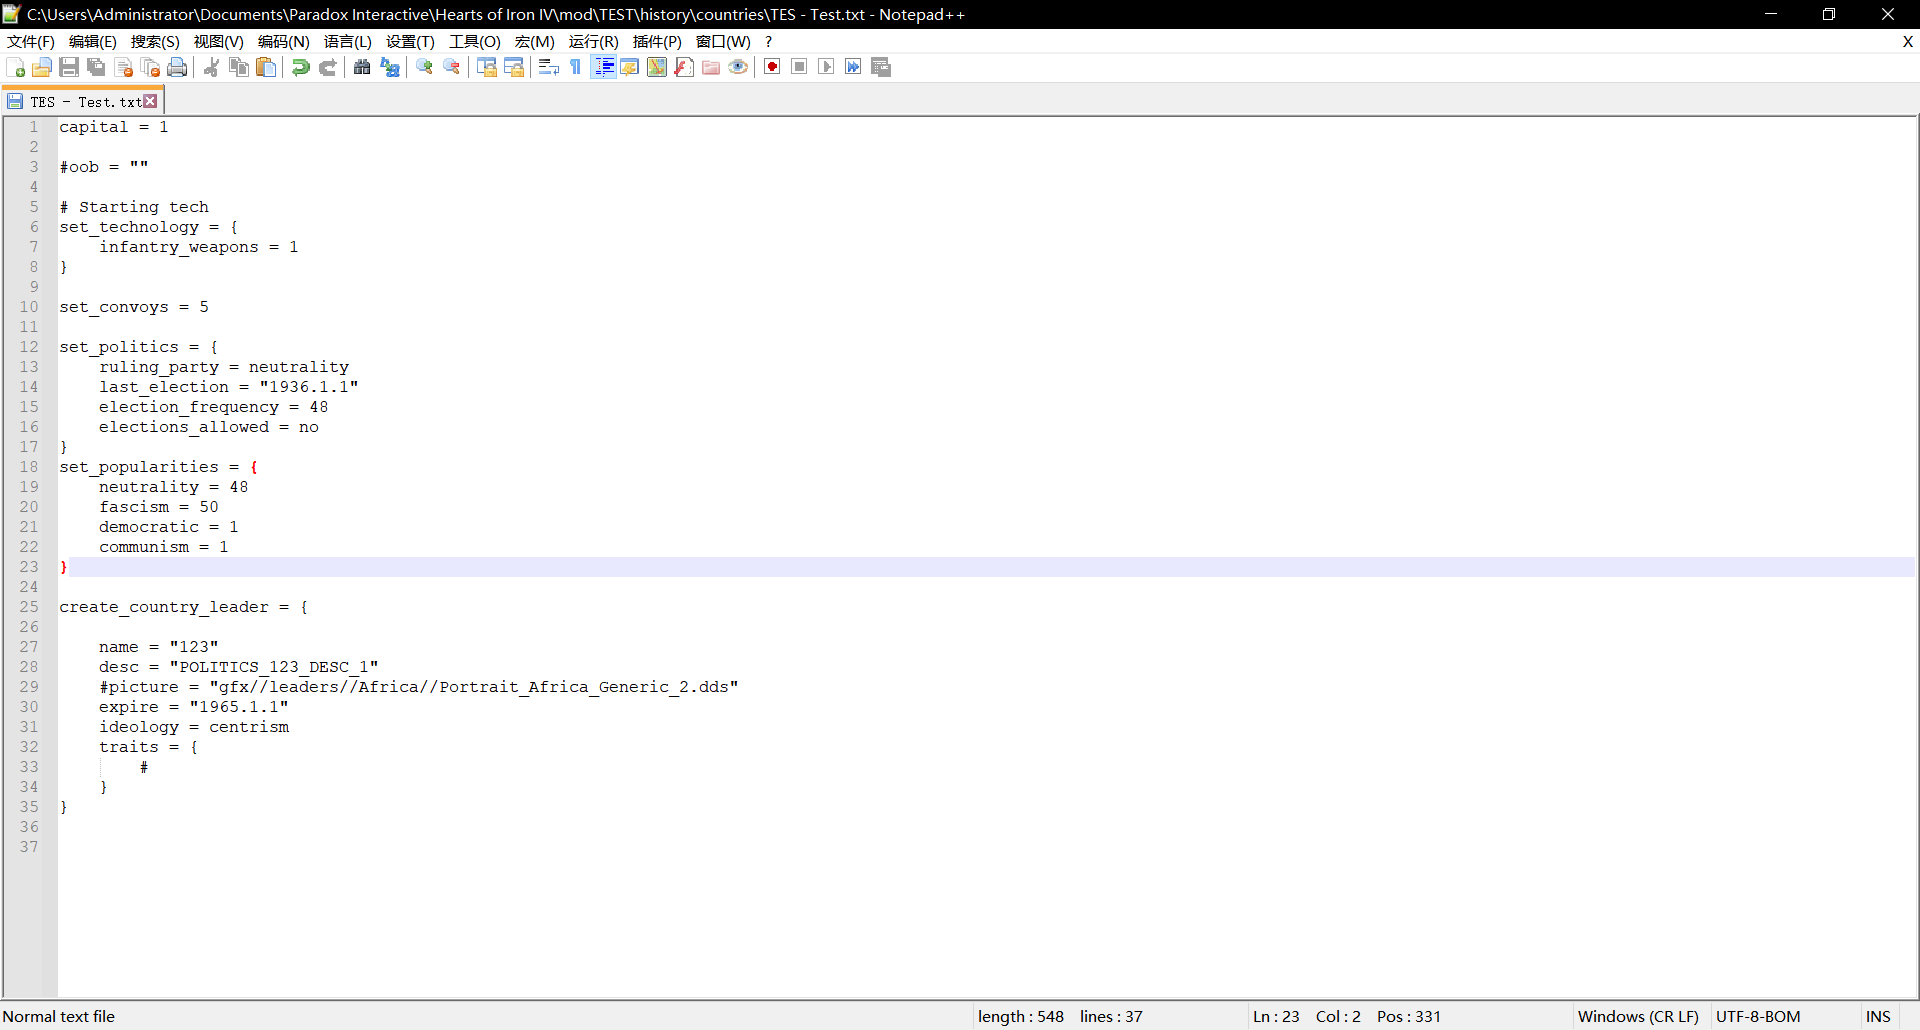 C:\Users\Administrator\Documents\Paradox Interactive\Hearts of Iron IV\mod\TEST\history\countries\TES - Test.txt - Notepad++
文件(F) 编辑(E) 搜索(S) 视图(V) 编码(N) 语言(L) 设置(T) 工具(O) 宏(M) 运行(R) 插件(P) 窗口(W) ? X
TES - Test.txt
1 capital = 1
2
3 #oob = ""
4
5 # Starting tech
6 set_technology = {
7 infantry_weapons = 1
8 }
9
10 set_convoys = 5
11
12 set_politics = {
13 ruling_party = neutrality
14 last_election = "1936.1.1"
15 election_frequency = 48
16 elections_allowed = no
17 }
18 set_popularities = {
19 neutrality = 48
20 fascism = 50
21 democratic = 1
22 communism = 1
23 }
24
25 create_country_leader = {
26
27 name = "123"
28 desc = "POLITICS_123_DESC_1"
29 #picture = "gfx//leaders//Africa//Portrait_Africa_Generic_2.dds"
30 expire = "1965.1.1"
31 ideology = centrism
32 traits = {
33 #
34 }
35 }
36
37
Normal text file length : 548 lines : 37 Ln : 23 Col : 2 Pos : 331 Windows (CR LF) UTF-8-BOM INS